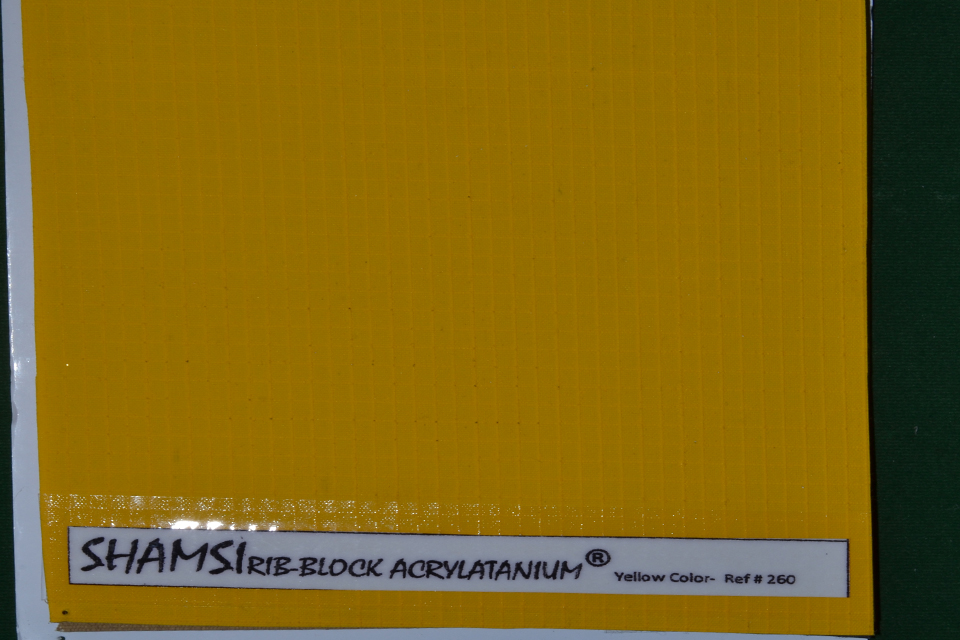 SHAMSI RIB-BLOCK ACRYLATANIUM® Yellow Color- Ref # 260